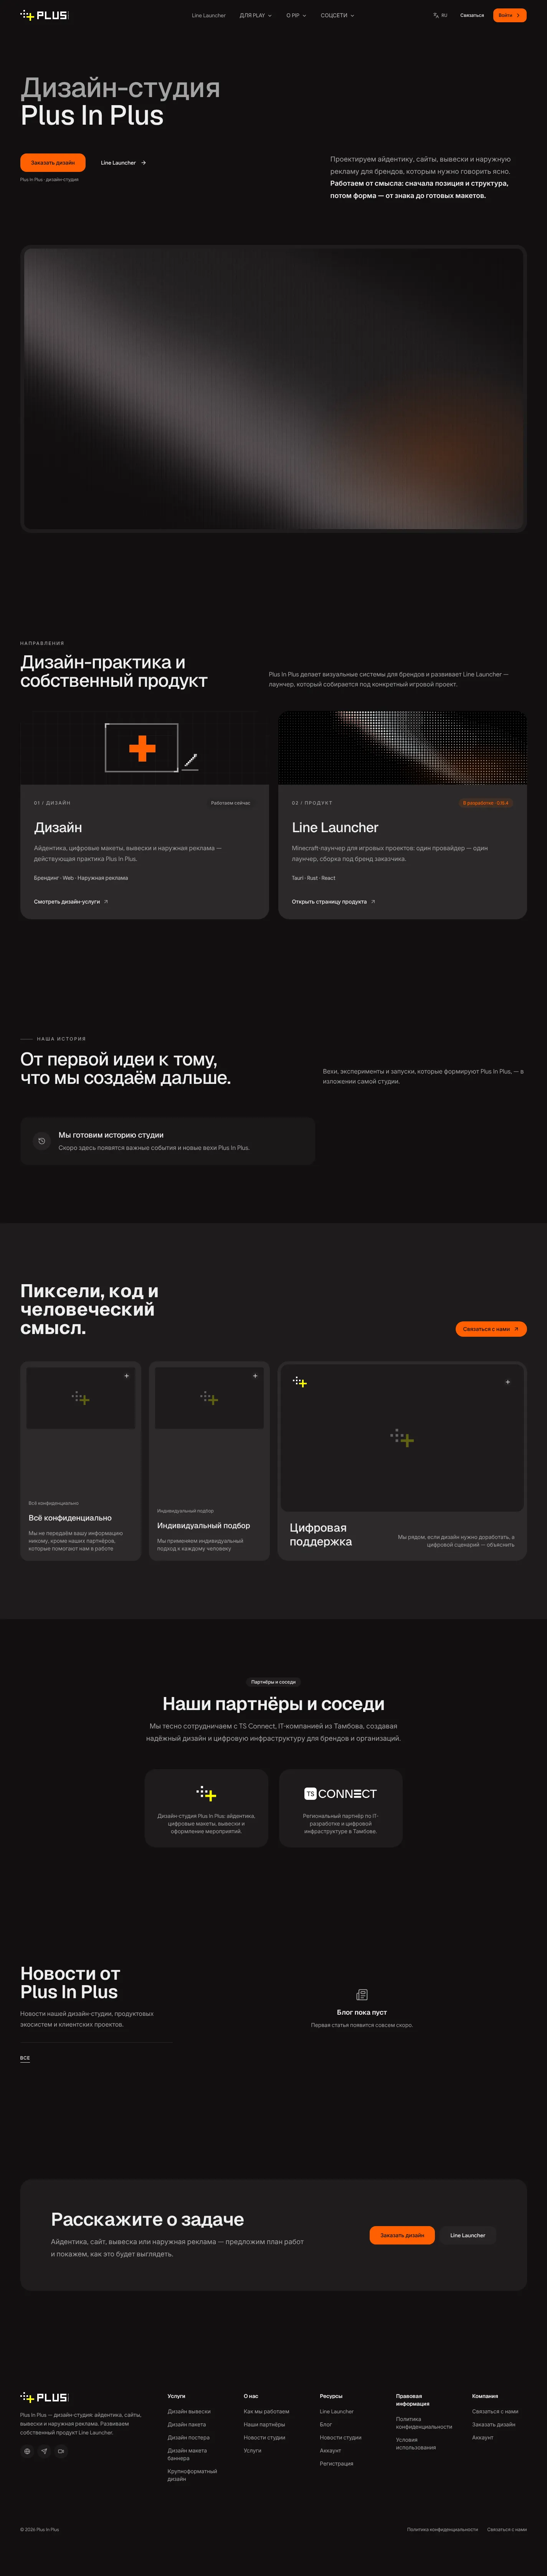 PLUS
Line Launcher
ДЛЯ PLAY
О PIP
СОЦСЕТИ
RU
Связаться
Войти
Дизайн-студия
Plus In Plus
Заказать дизайн
Line Launcher
Plus In Plus · дизайн-студия
Проектируем айдентику, сайты, вывески и наружную
рекламу для брендов, которым нужно говорить ясно.
Работаем от смысла: сначала позиция и структура,
потом форма — от знака до готовых макетов.
НАПРАВЛЕНИЯ
Дизайн-практика и
собственный продукт
Plus In Plus делает визуальные системы для брендов и развивает Line Launcher —
лаунчер, который собирается под конкретный игровой проект.
01 / ДИЗАЙН
Работаем сейчас
Дизайн
Айдентика, цифровые макеты, вывески и наружная реклама —
действующая практика Plus In Plus.
Брендинг · Web · Наружная реклама
Смотреть дизайн-услуги
02 / ПРОДУКТ
Line Launcher
Minecraft-лаунчер для игровых проектов: один провайдер — один
лаунчер, сборка под бренд заказчика.
Tauri · Rust · React
Открыть страницу продукта
НАША ИСТОРИЯ
От первой идеи к тому,
что мы создаём дальше.
Вехи, эксперименты и запуски, которые формируют Plus In Plus, — в
изложении самой студии.
Мы готовим историю студии
Скоро здесь появятся важные события и новые вехи Plus In Plus.
Пиксели, код и
человеческий
смысл.
Связаться с нами
Всё конфиденциально
Всё конфиденциально
Мы не передаём вашу информацию
никому, кроме наших партнёров,
которые помогают нам в работе
Индивидуальный подбор
Индивидуальный подбор
Мы применяем индивидуальный
подход к каждому человеку
Цифровая
поддержка
Мы рядом, если дизайн нужно доработать, а
цифровой сценарий — объяснить
Партнёры и соседи
Наши партнёры и соседи
Мы тесно сотрудничаем с TS Connect, IT-компанией из Тамбова, создавая
надёжный дизайн и цифровую инфраструктуру для брендов и организаций.
Дизайн-студия Plus In Plus: айдентика,
цифровые макеты, вывески и
оформление мероприятий.
TS CONNECT
Региональный партнёр по IT-
разработке и цифровой
инфраструктуре в Тамбове.
Новости от
Plus In Plus
Новости нашей дизайн-студии, продуктовых
экосистем и клиентских проектов.
ВСЕ
Блог пока пуст
Первая статья появится совсем скоро.
Расскажите о задаче
Айдентика, сайт, вывеска или наружная реклама — предложим план работ
и покажем, как это будет выглядеть.
Заказать дизайн
Line Launcher
PLUS
Plus In Plus — дизайн-студия: айдентика, сайты,
вывески и наружная реклама. Развиваем
собственный продукт Line Launcher.
Услуги
Дизайн вывески
Дизайн пакета
Дизайн постера
Дизайн макета
баннера
Крупноформатный
дизайн
О нас
Как мы работаем
Наши партнёры
Новости студии
Услуги
Ресурсы
Line Launcher
Блог
Новости студии
Аккаунт
Регистрация
Правовая
информация
Политика
конфиденциальности
Условия
использования
Компания
Связаться с нами
Заказать дизайн
Аккаунт
© 2026 Plus In Plus
Политика конфиденциальности
Связаться с нами